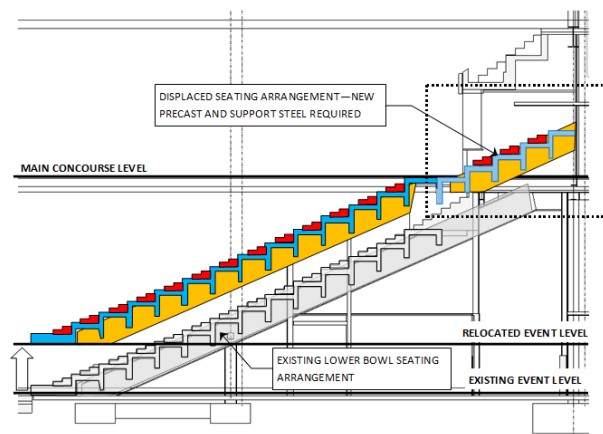 DISPLACED SEATING ARRANGEMENT—NEW
PRECAST AND SUPPORT STEEL REQUIRED
MAIN CONCOURSE LEVEL
RELOCATED EVENT LEVEL
EXISTING LOWER BOWL SEATING
ARRANGEMENT
EXISTING EVENT LEVEL